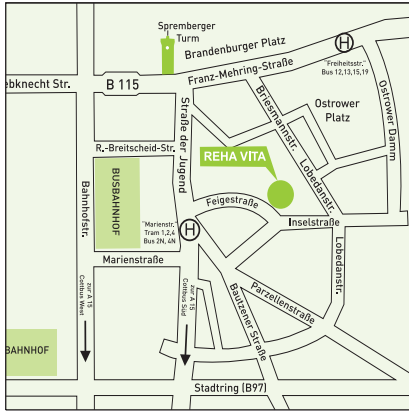 Spremberger
Turm
Brandenburger Platz
H
"Freiheitsstr."
Bus 12,13,15,19
Franz-Mehring-Straße
ebknecht Str.
B 115
Ostrower
Platz
Ostrower Damm
Briesmannstr.
Straße der Jugend
R.-Breitscheid-Str.
REHA VITA
BUSBAHNHOF
Bahnhofstr.
Lobedanstr.
Feigestraße
Inselstraße
"Marienstr."
Tram 1,2,4
Bus 2N, 4N
H
Lobedanstr.
Marienstraße
zur A 15
Cottbus West
zur A 15
Cottbus Süd
Bautzener Straße
Parzellenstraße
BAHNHOF
Stadtring (B97)